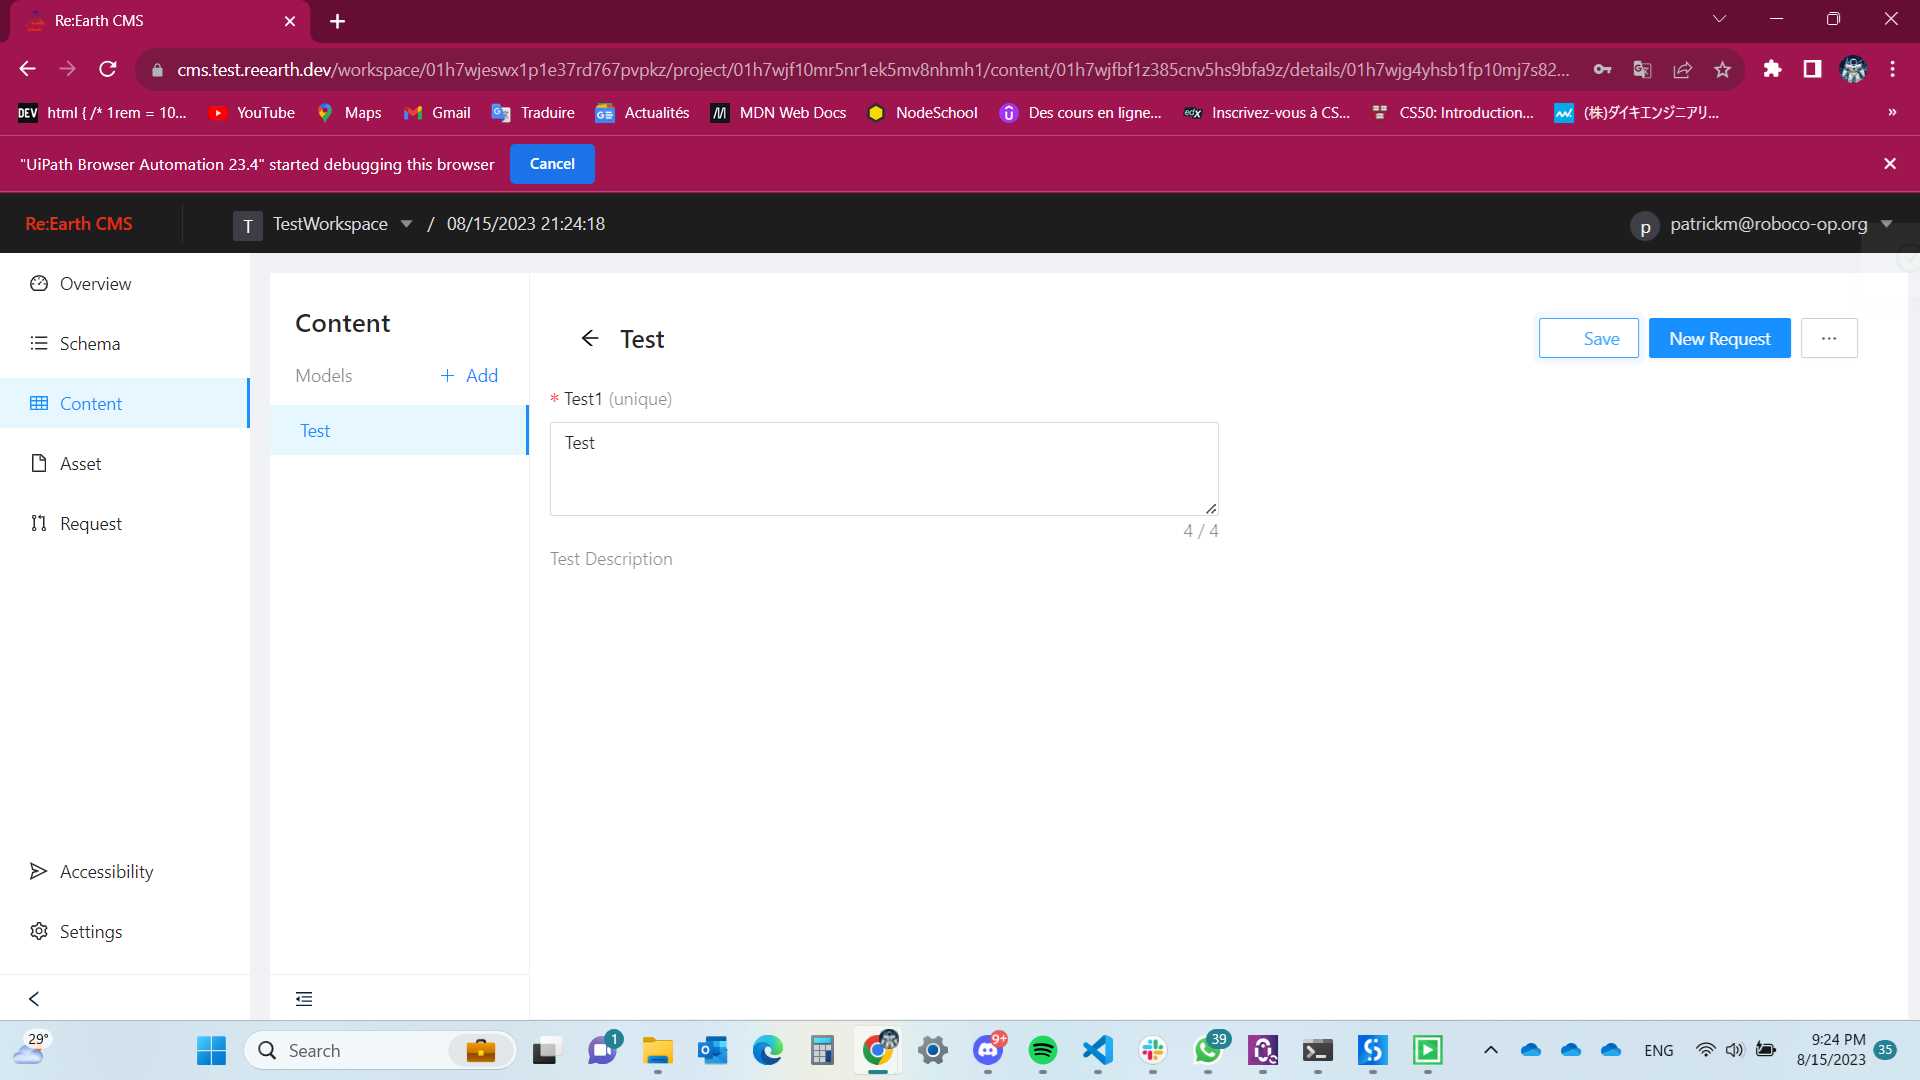 Re:Earth CMS
cms.test.reearth.dev/workspace/01h7wjeswx1p1e37rd767pvpkz/project/01h7wjf10mr5nr1ek5mv8nhmh1/content/01h7wjfbf1z385cnv5hs9bfa9z/details/01h7wjg4yhsb1fp10mj7s82...
DEV html { /* 1rem = 10... YouTube Maps Gmail Traduire Actualités MDN Web Docs NodeSchool Des cours en ligne... edX Inscrivez-vous à CS... CS50: Introduction... (株)ダイキエンジニアリ... »
"UiPath Browser Automation 23.4" started debugging this browser Cancel
Re:Earth CMS T TestWorkspace / 08/15/2023 21:24:18 p patrickm@roboco-op.org
Overview
Schema
Content
Asset
Request
Accessibility
Settings
Content
Models + Add
Test
Test
Save New Request ...
* Test1 (unique)
Test
4 / 4
Test Description
29° Search 1 9+ 39 ENG 9:24 PM
8/15/2023 35